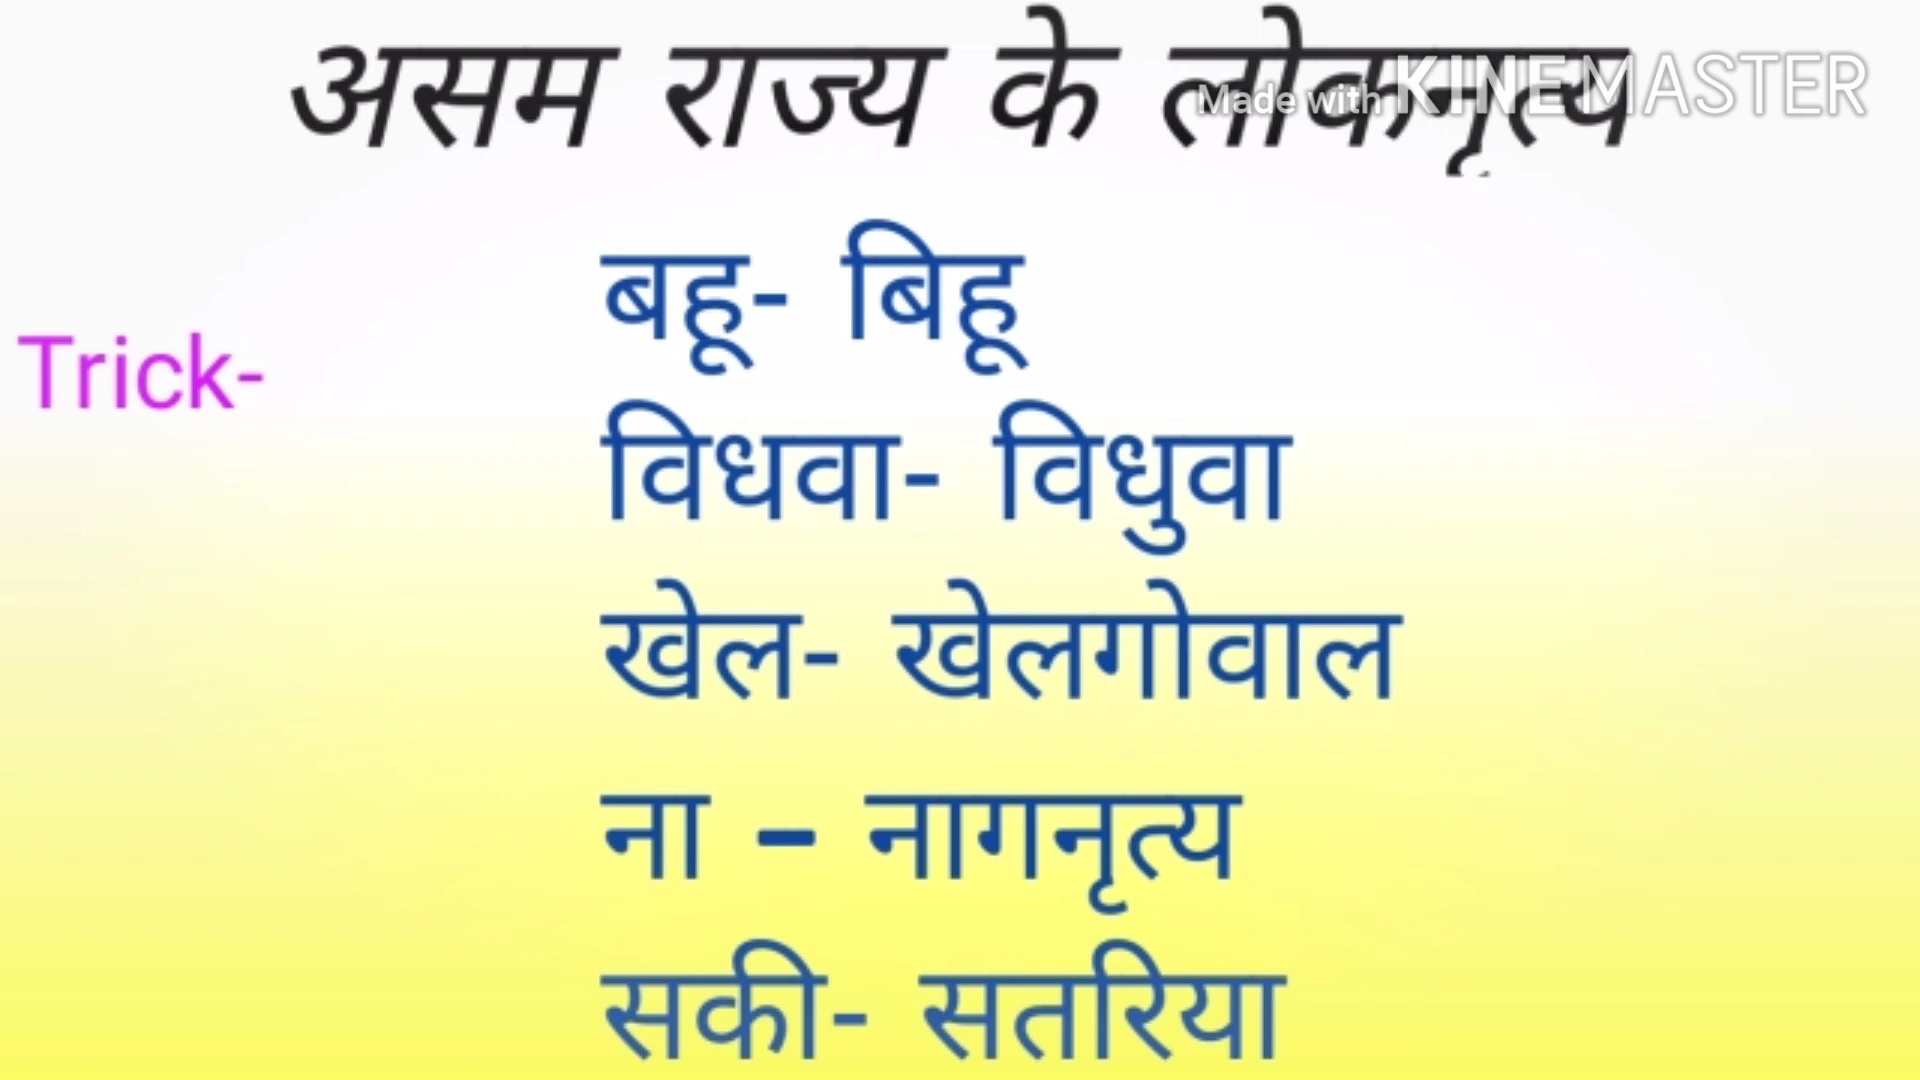 असम राज्य के लोकनृत्य
Made with KINEMASTER
बहू- बिहू
Trick-
विधवा- विधुवा
खेल- खेलगोवाल
ना – नागनृत्य
सकी- सतरिया